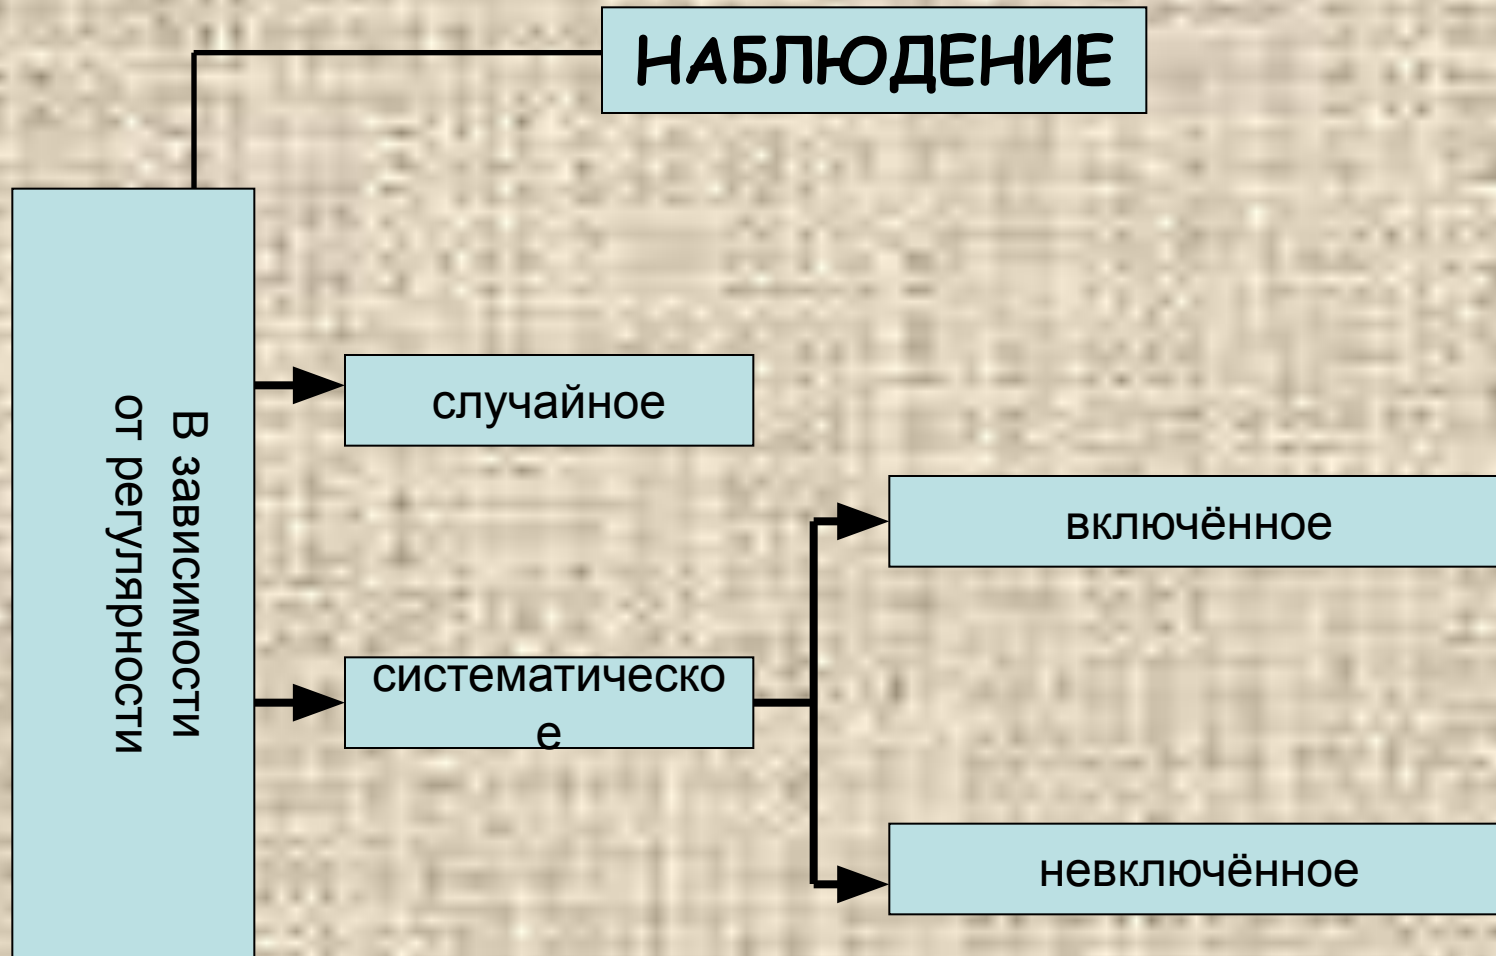 НАБЛЮДЕНИЕ
В зависимости
от регулярности
случайное
систематическо
е
включённое
невключённое